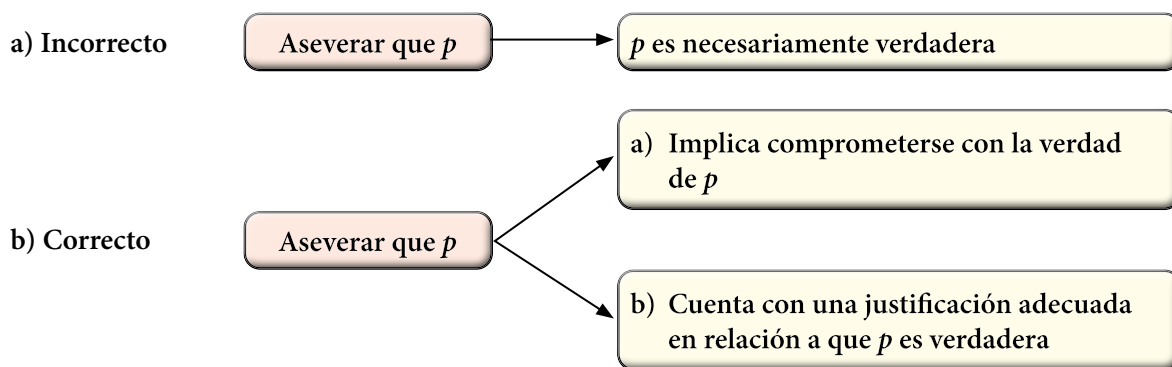 a) Incorrecto
Aseverar que p
p es necesariamente verdadera
b) Correcto
Aseverar que p
a) Implica comprometerse con la verdad
de p
b) Cuenta con una justificación adecuada
en relación a que p es verdadera